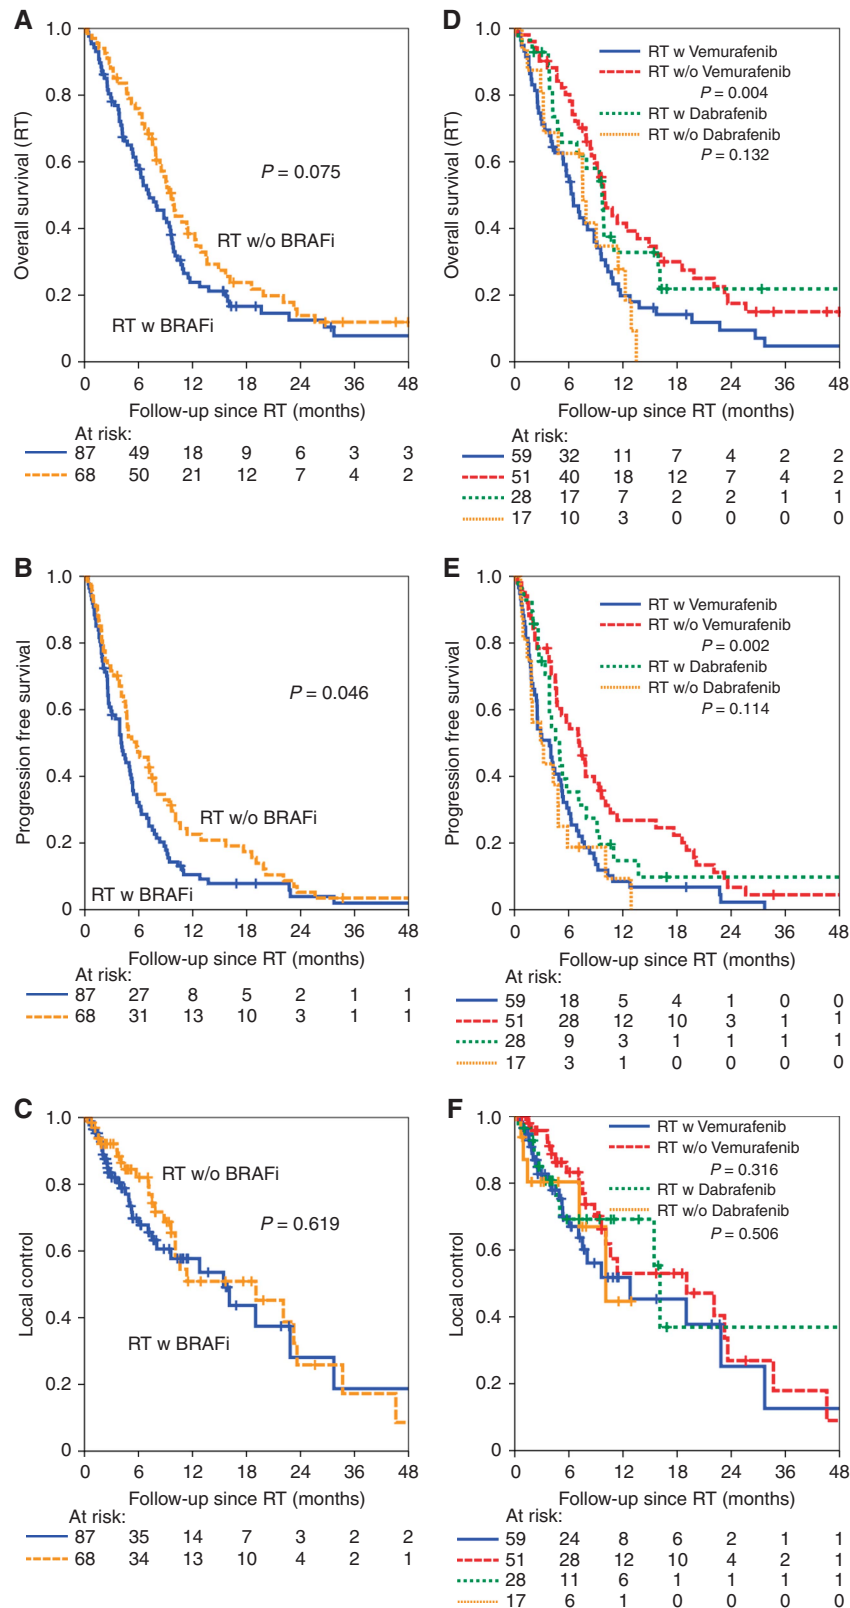 A
1.0
0.8
0.6
0.4
0.2
0
Overall survival (RT)
P = 0.075
RT w/o BRAFi
RT w BRAFi
0 6 12 18 24 36 48
Follow-up since RT (months)
At risk:
87 49 18 9 6 3 3
68 50 21 12 7 4 2
D
1.0
0.8
0.6
0.4
0.2
0
Overall survival (RT)
RT w Vemurafenib
RT w/o Vemurafenib
P = 0.004
RT w Dabrafenib
RT w/o Dabrafenib
P = 0.132
0 6 12 18 24 36 48
Follow-up since RT (months)
At risk:
59 32 11 7 4 2 2
51 40 18 12 7 4 2
28 17 7 2 2 1 1
17 10 3 0 0 0 0
B
1.0
0.8
0.6
0.4
0.2
0
Progression free survival
P = 0.046
RT w/o BRAFi
RT w BRAFi
0 6 12 18 24 36 48
Follow-up since RT (months)
At risk:
87 27 8 5 2 1 1
68 31 13 10 3 1 1
E
1.0
0.8
0.6
0.4
0.2
0
Progression free survival
RT w Vemurafenib
RT w/o Vemurafenib
P = 0.002
RT w Dabrafenib
RT w/o Dabrafenib
P = 0.114
0 6 12 18 24 36 48
Follow-up since RT (months)
At risk:
59 18 5 4 1 0 0
51 28 12 10 3 1 1
28 9 3 1 1 1 1
17 3 1 0 0 0 0
C
1.0
0.8
0.6
0.4
0.2
0
Local control
RT w/o BRAFi
P = 0.619
RT w BRAFi
0 6 12 18 24 36 48
Follow-up since RT (months)
At risk:
87 35 14 7 3 2 2
68 34 13 10 4 2 1
F
1.0
0.8
0.6
0.4
0.2
0
Local control
RT w Vemurafenib
RT w/o Vemurafenib
P = 0.316
RT w Dabrafenib
RT w/o Dabrafenib
P = 0.506
0 6 12 18 24 36 48
Follow-up since RT (months)
At risk:
59 24 8 6 2 1 1
51 28 12 10 4 2 1
28 11 6 1 1 1 1
17 6 1 0 0 0 0